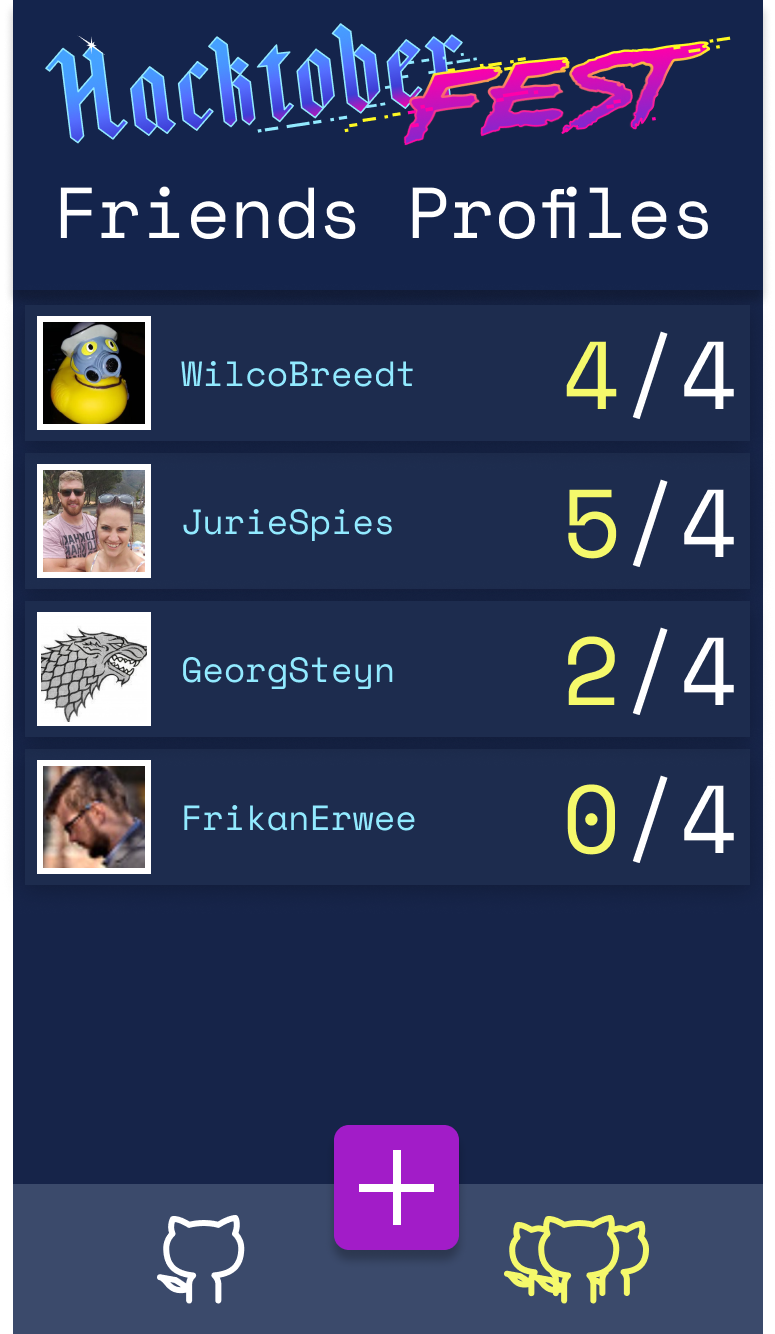 Hacktober FEST
Friends Profiles
WilcoBreedt 4/4
JurieSpies 5/4
GeorgSteyn 2/4
FrikanErwee 0/4